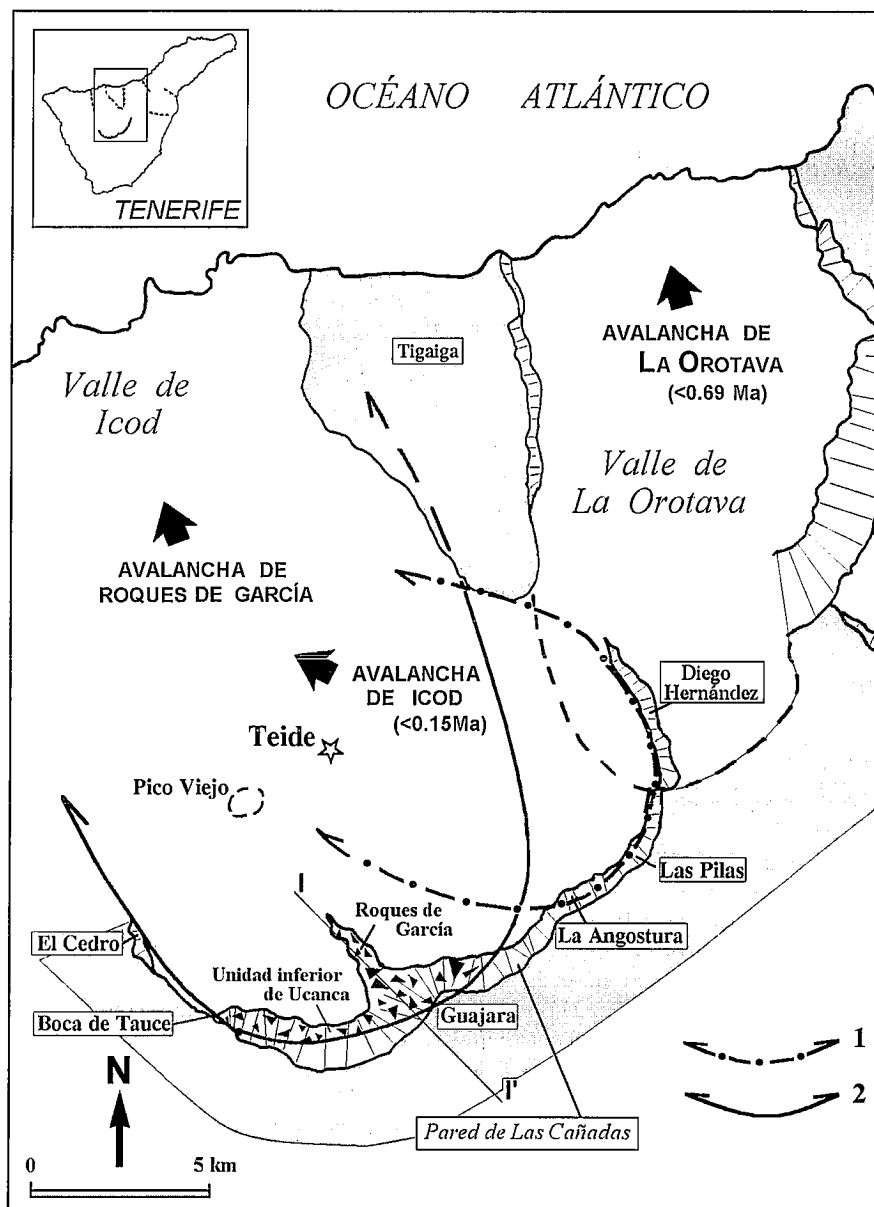 OCÉANO ATLÁNTICO
TENERIFE
Tigaiga
AVALANCHA DE
LA OROTAVA
(<0.69 Ma)
Valle de
Icod
Valle de
La Orotava
AVALANCHA DE
ROQUES DE GARCÍA
AVALANCHA
DE ICOD
(<0.15Ma)
Diego
Hernández
Teide
Pico Viejo
Las Pilas
I
Roques de
García
La Angostura
El Cedro
Unidad inferior
de Ucanca
Boca de Tauce
Guajara
1
N
I'
2
Pared de Las Cañadas
0 5 km